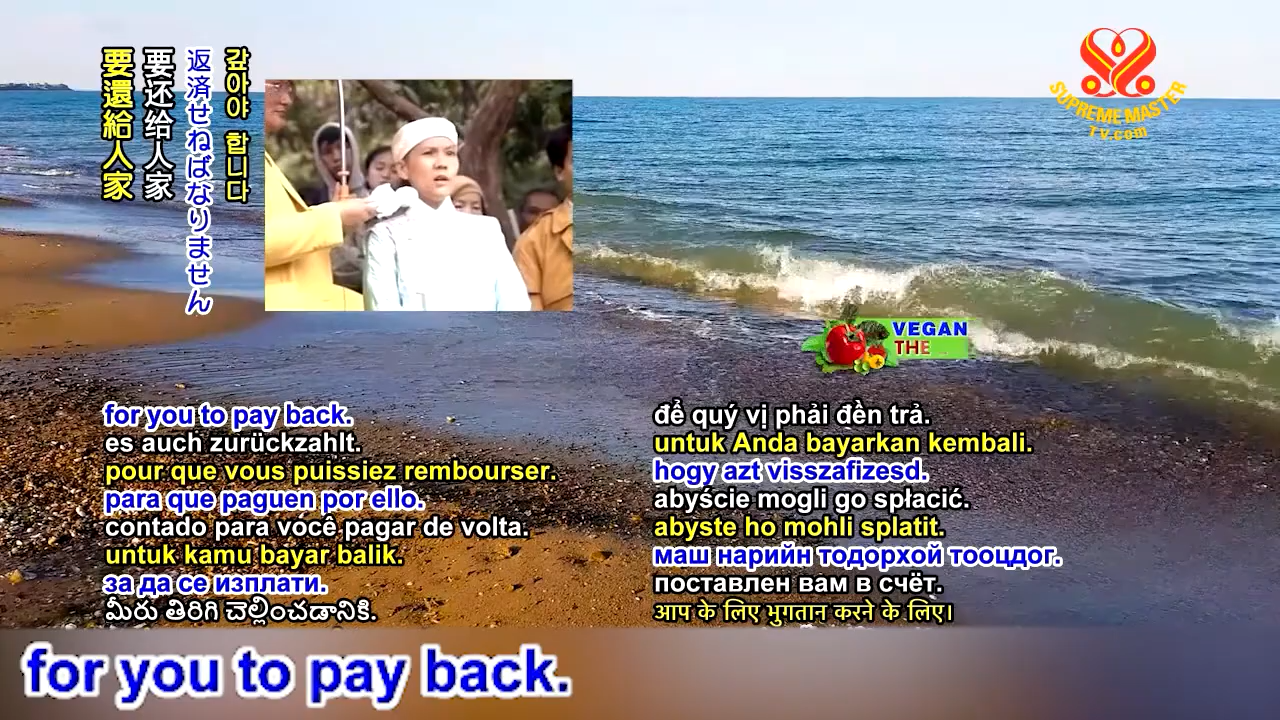 要還給人家
要还给人家
返済せねばなりません
갚아야 합니다
SUPREME MASTER
TV.com
VEGAN
THE
for you to pay back.
es auch zurückzahlt.
pour que vous puissiez rembourser.
para que paguen por ello.
contado para você pagar de volta.
untuk kamu bayar balik.
за да се изплати.
మీరు తిరిగి చెల్లించడానికి.
để quý vị phải đền trả.
untuk Anda bayarkan kembali.
hogy azt visszafizesd.
abyście mogli go spłacić.
abyste ho mohli splatit.
маш нарийн тодорхой тооцдог.
поставлен вам в счёт.
आप के लिए भुगतान करने के लिए।
for you to pay back.